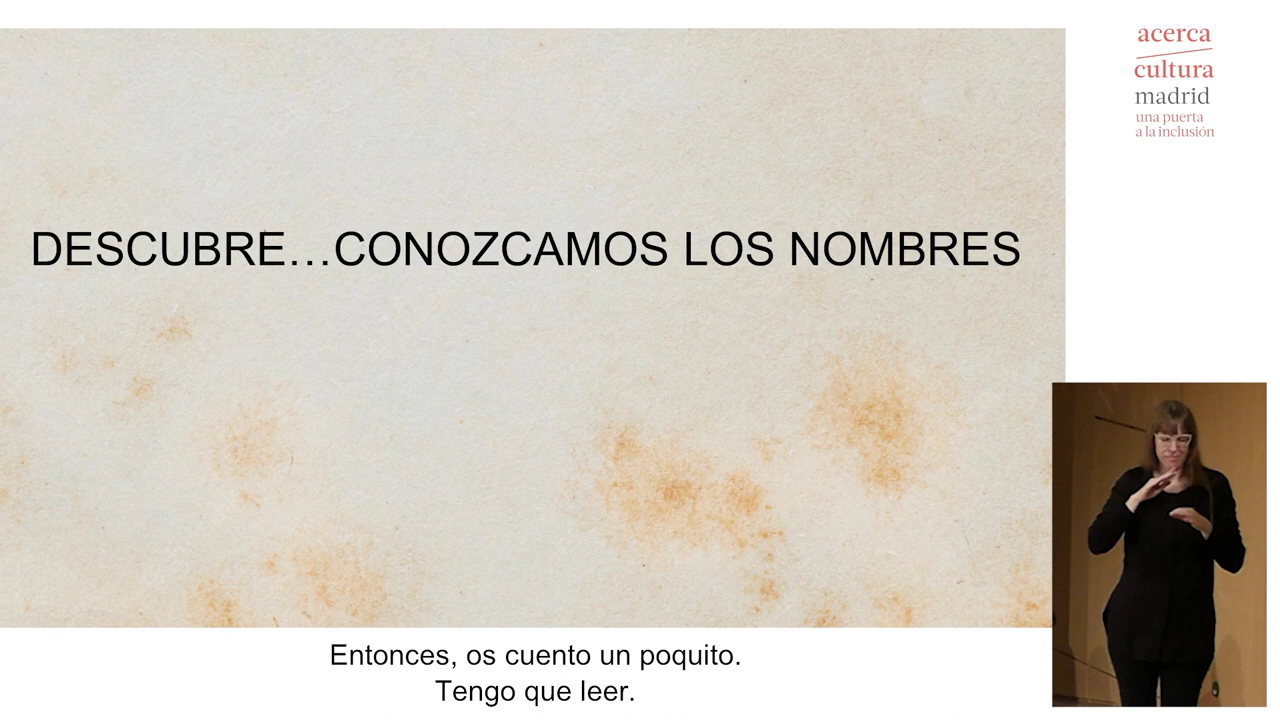 DESCUBRE…CONOZCAMOS LOS NOMBRES
acerca
cultura
madrid
una puerta
a la inclusión
Entonces, os cuento un poquito.
Tengo que leer.